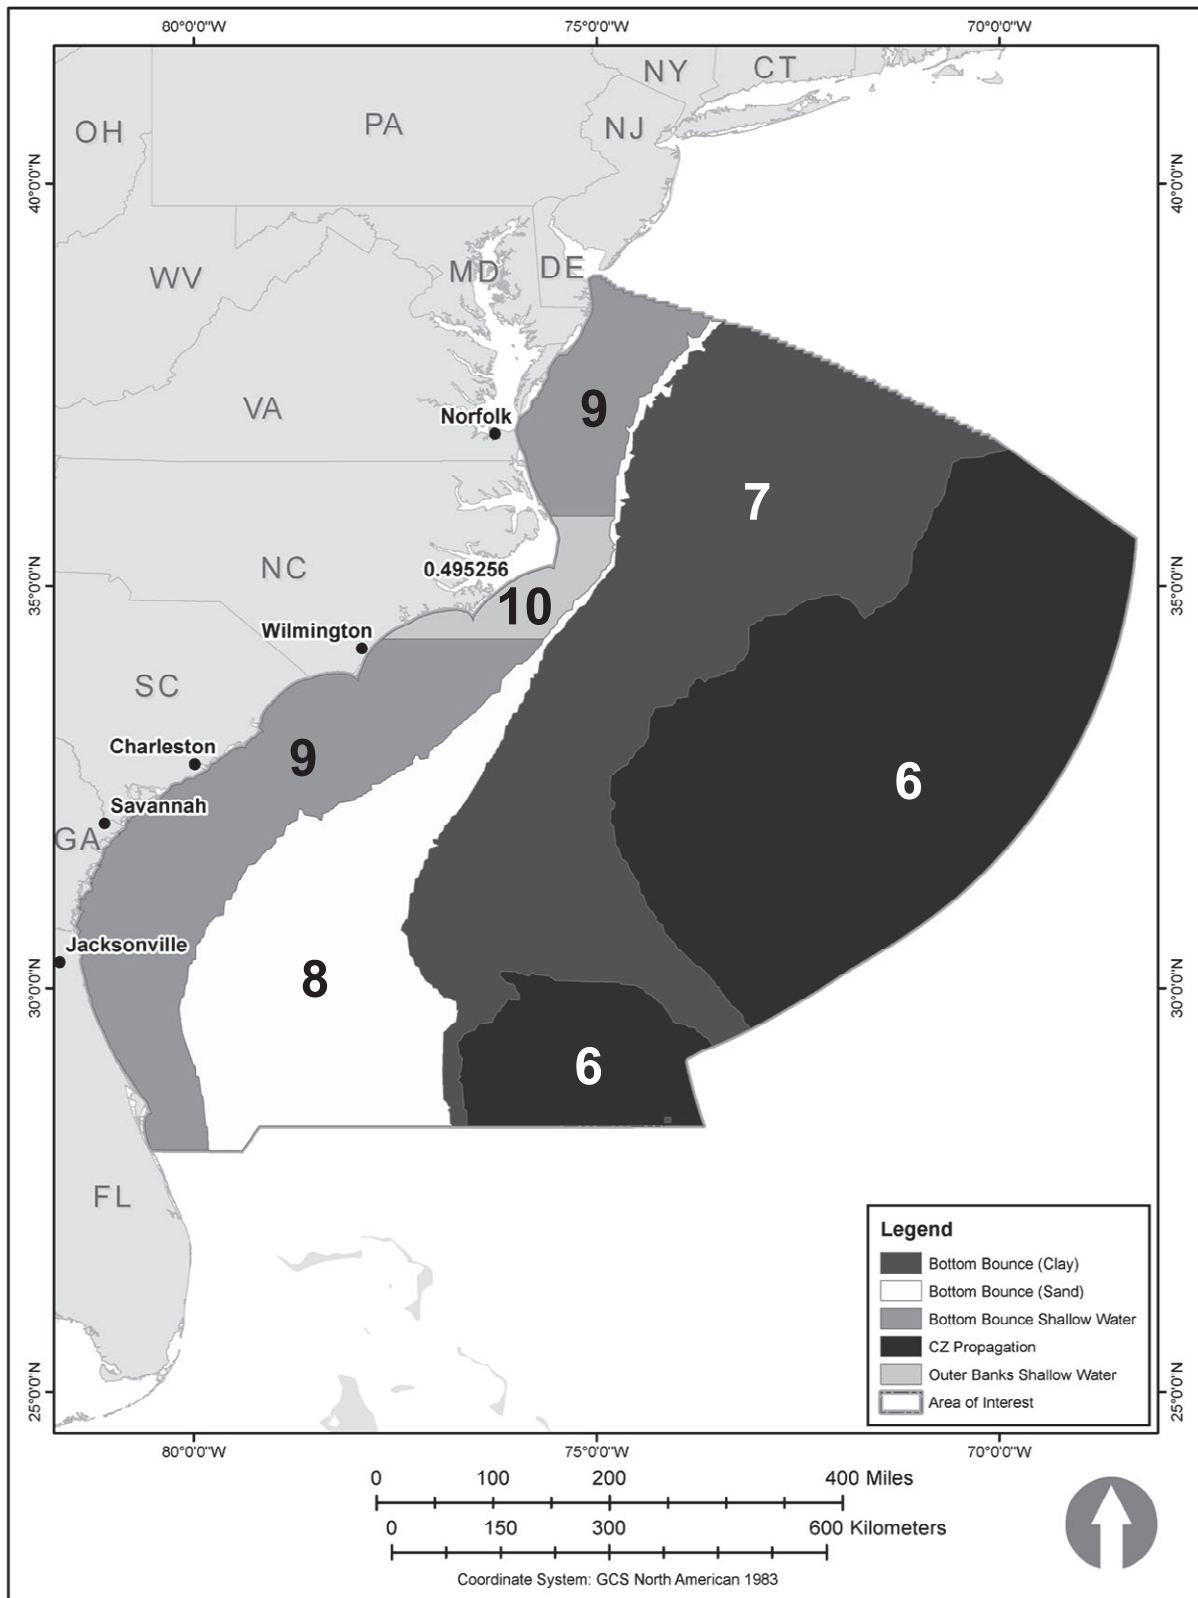 80°0'0"W 75°0'0"W 70°0'0"W
NY CT
OH PA NJ
40°0'0"N 40°0'0"N
WV MD DE
VA Norfolk 9
7
NC 0.495256
35°0'0"N 35°0'0"N
10
Wilmington
SC
Charleston 9
6
Savannah
GA
Jacksonville
8
30°0'0"N 30°0'0"N
6
FL
Legend
Bottom Bounce (Clay)
Bottom Bounce (Sand)
Bottom Bounce Shallow Water
CZ Propagation
Outer Banks Shallow Water
Area of Interest
25°0'0"N 25°0'0"N
80°0'0"W 75°0'0"W 70°0'0"W
0 100 200 400 Miles
0 150 300 600 Kilometers
Coordinate System: GCS North American 1983